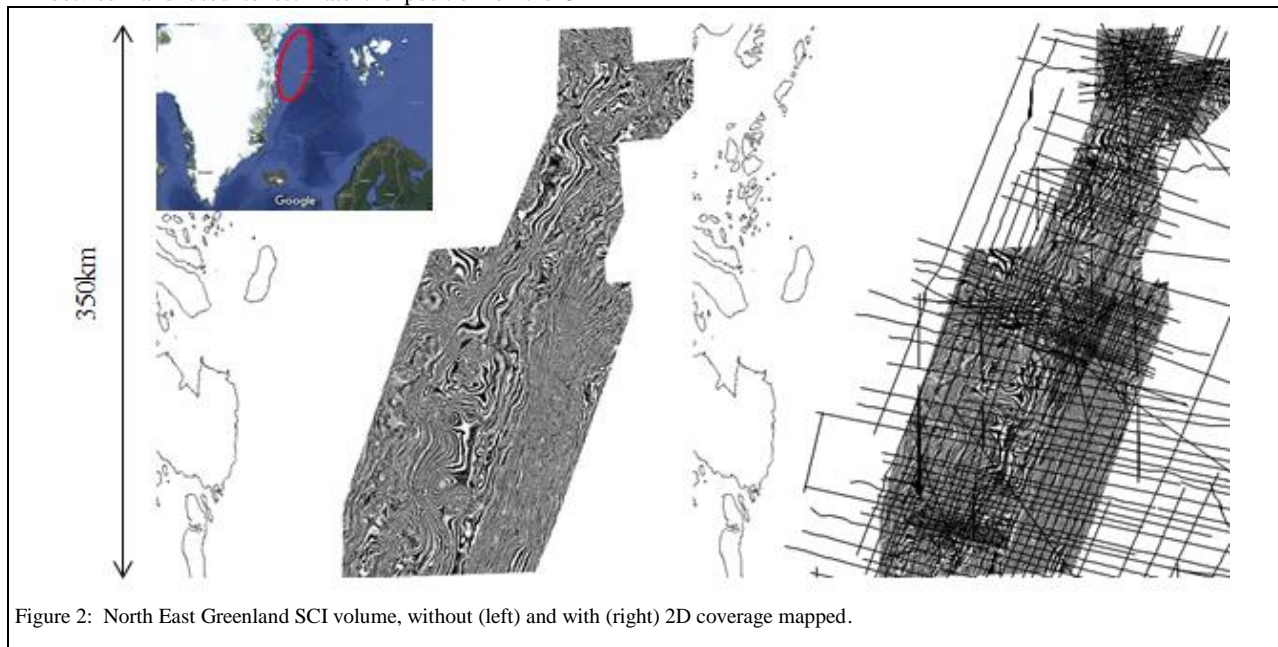 350km
Google
Figure 2: North East Greenland SCI volume, without (left) and with (right) 2D coverage mapped.